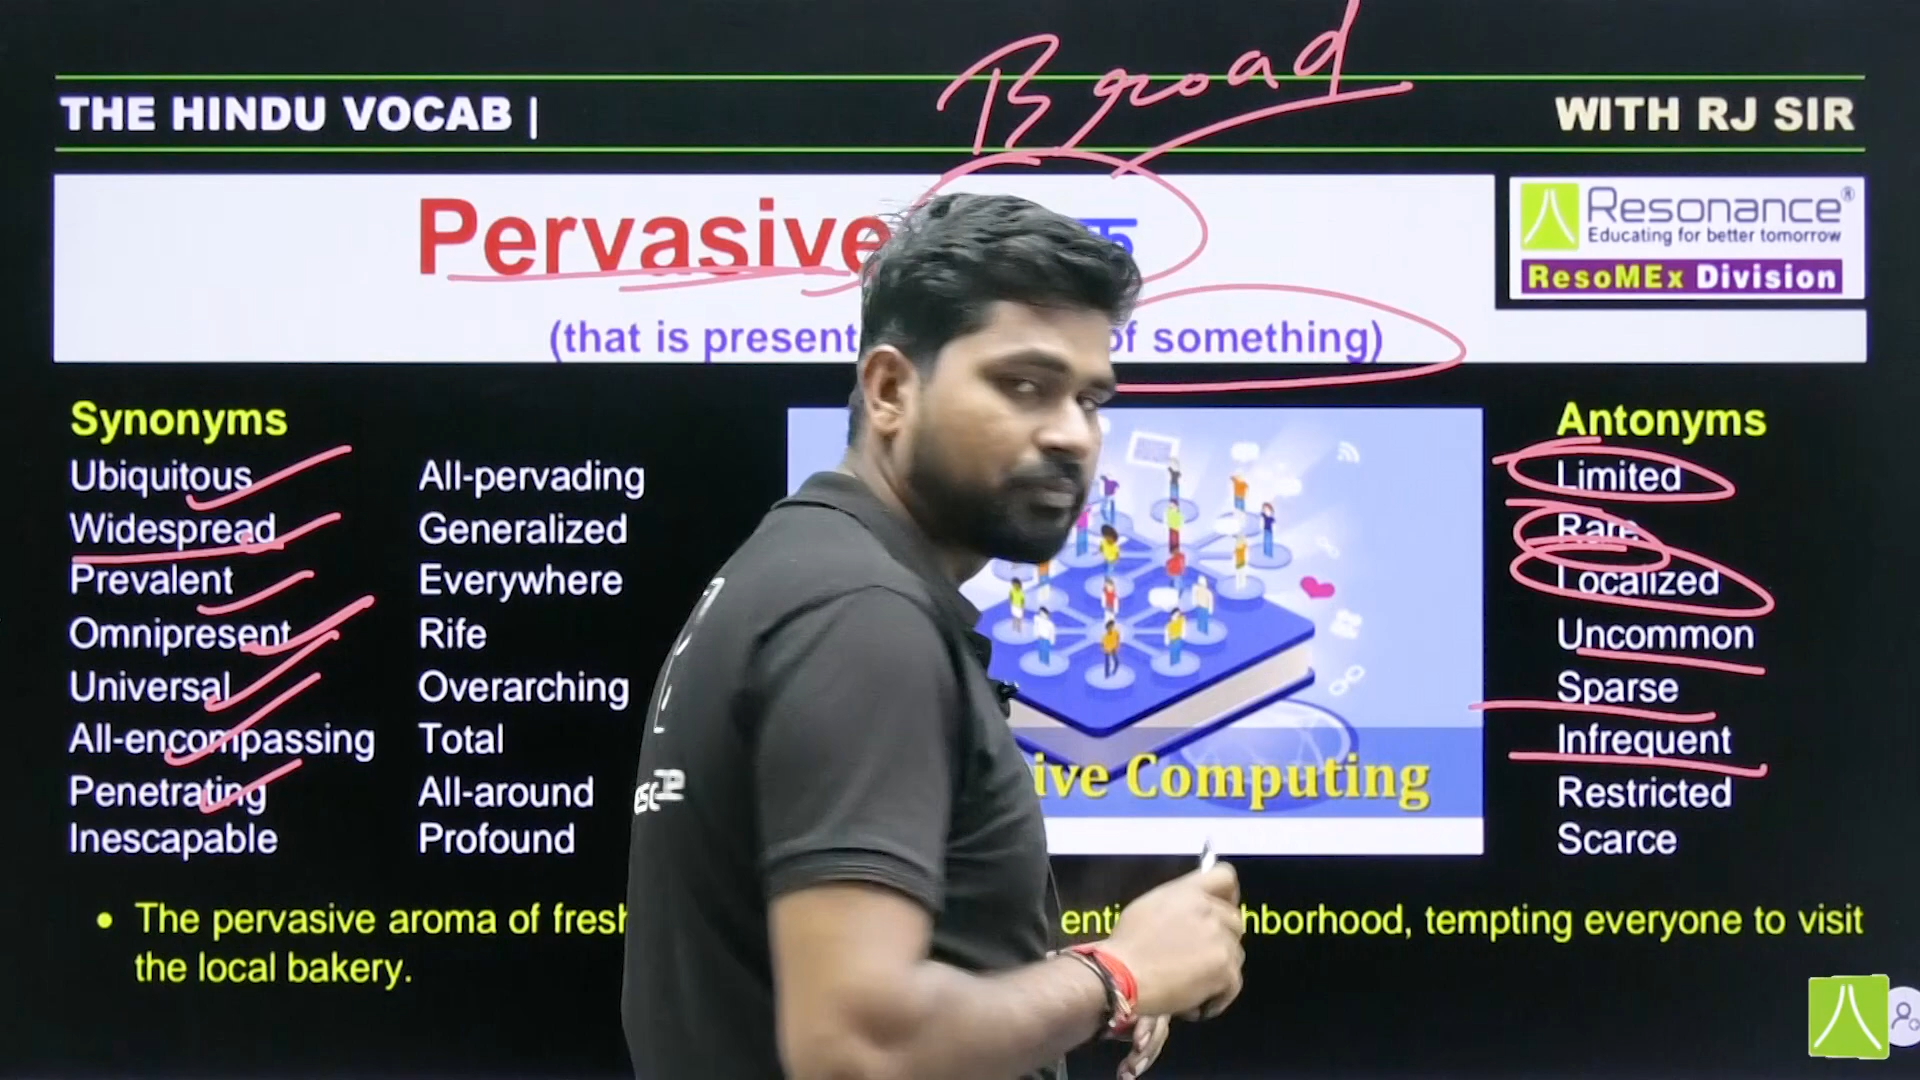 Broad
THE HINDU VOCAB |
WITH RJ SIR
Pervasive
Resonance®
Educating for better tomorrow
ResoMEx Division
(that is present of something)
Synonyms
Ubiquitous All-pervading
Widespread Generalized
Prevalent Everywhere
Omnipresent Rife
Universal Overarching
All-encompassing Total
Penetrating All-around
Inescapable Profound
Computing
Antonyms
Limited
Rare
Localized
Uncommon
Sparse
Infrequent
Restricted
Scarce
• The pervasive aroma of tempting everyone to visit
the local bakery.